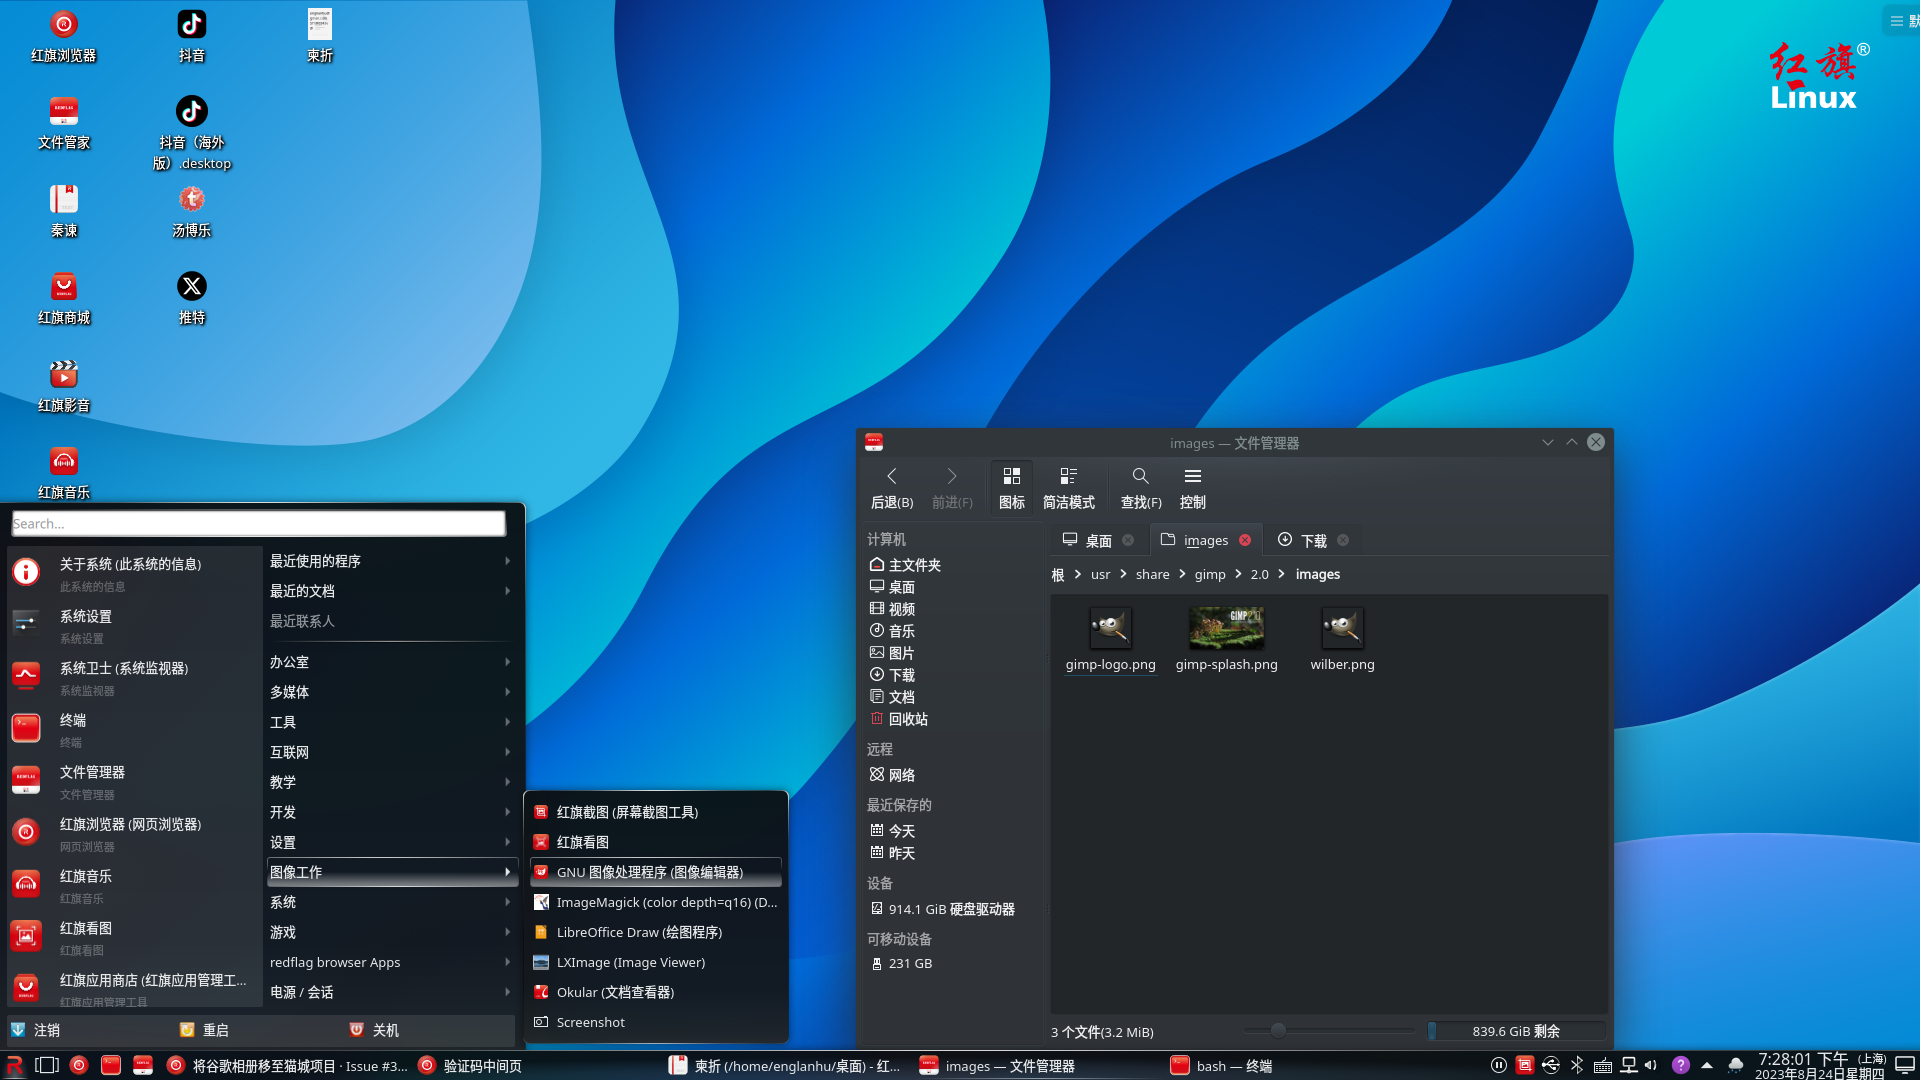 红旗浏览器
抖音
柬折
文件管家
抖音（海外
版）.desktop
秦谏
汤博乐
红旗商城
推特
红旗影音
红旗音乐
默
红旗®
Linux
Search...
关于系统 (此系统的信息)
此系统的信息
系统设置
系统设置
系统卫士 (系统监视器)
系统监视器
终端
终端
文件管理器
文件管理器
红旗浏览器 (网页浏览器)
网页浏览器
红旗音乐
红旗音乐
红旗看图
红旗看图
红旗应用商店 (红旗应用管理工...
红旗应用管理工具
最近使用的程序
最近的文档
最近联系人
办公室
多媒体
工具
互联网
教学
开发
设置
图像工作
系统
游戏
redflag browser Apps
电源 / 会话
注销
重启
关机
红旗截图 (屏幕截图工具)
红旗看图
GNU 图像处理程序 (图像编辑器)
ImageMagick (color depth=q16) (D...
LibreOffice Draw (绘图程序)
LXImage (Image Viewer)
Okular (文档查看器)
Screenshot
images — 文件管理器
后退(B)
前进(F)
图标
简洁模式
查找(F)
控制
计算机
主文件夹
桌面
视频
音乐
图片
下载
文档
回收站
远程
网络
最近保存的
今天
昨天
设备
914.1 GiB 硬盘驱动器
可移动设备
231 GB
桌面
images
下载
根 > usr > share > gimp > 2.0 > images
gimp-logo.png
gimp-splash.png
wilber.png
3 个文件(3.2 MiB)
839.6 GiB 剩余
将谷歌相册移至猫城项目 · Issue #3...
验证码中间页
柬折 (/home/englanhu/桌面) - 红...
images — 文件管理器
bash — 终端
7:28:01 下午 (上海)
2023年8月24日星期四